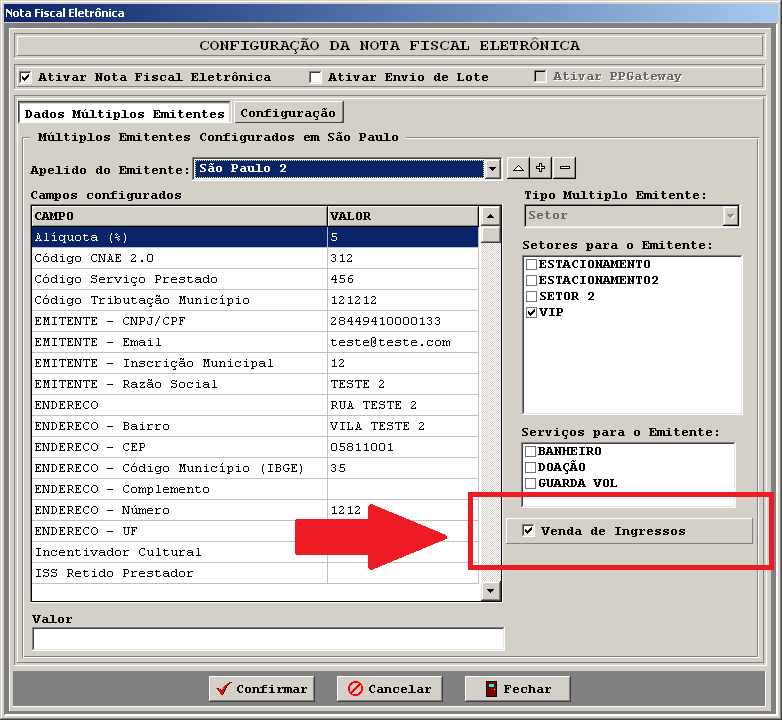 Nota Fiscal Eletrônica
CONFIGURAÇÃO DA NOTA FISCAL ELETRÔNICA
Ativar Nota Fiscal Eletrônica Ativar Envio de Lote Ativar PPGateway
Dados Múltiplos Emitentes Configuração
Múltiplos Emitentes Configurados em São Paulo
Apelido do Emitente: São Paulo 2
Campos configurados
CAMPO VALOR
Alíquota (%) 5
Código CNAE 2.0 312
Código Serviço Prestado 456
Código Tributação Município 121212
EMITENTE - CNPJ/CPF 28449410000133
EMITENTE - Email teste@teste.com
EMITENTE - Inscrição Municipal 12
EMITENTE - Razão Social TESTE 2
ENDERECO RUA TESTE 2
ENDERECO - Bairro VILA TESTE 2
ENDERECO - CEP 05811001
ENDERECO - Código Município (IBGE) 35
ENDERECO - Complemento
ENDERECO - Número 1212
ENDERECO - UF
Incentivador Cultural
ISS Retido Prestador
Valor
Tipo Multiplo Emitente:
Setor
Setores para o Emitente:
ESTACIONAMENTO
ESTACIONAMENTO2
SETOR 2
VIP
Serviços para o Emitente:
BANHEIRO
DOAÇÃO
GUARDA VOL
Venda de Ingressos
Confirmar Cancelar Fechar